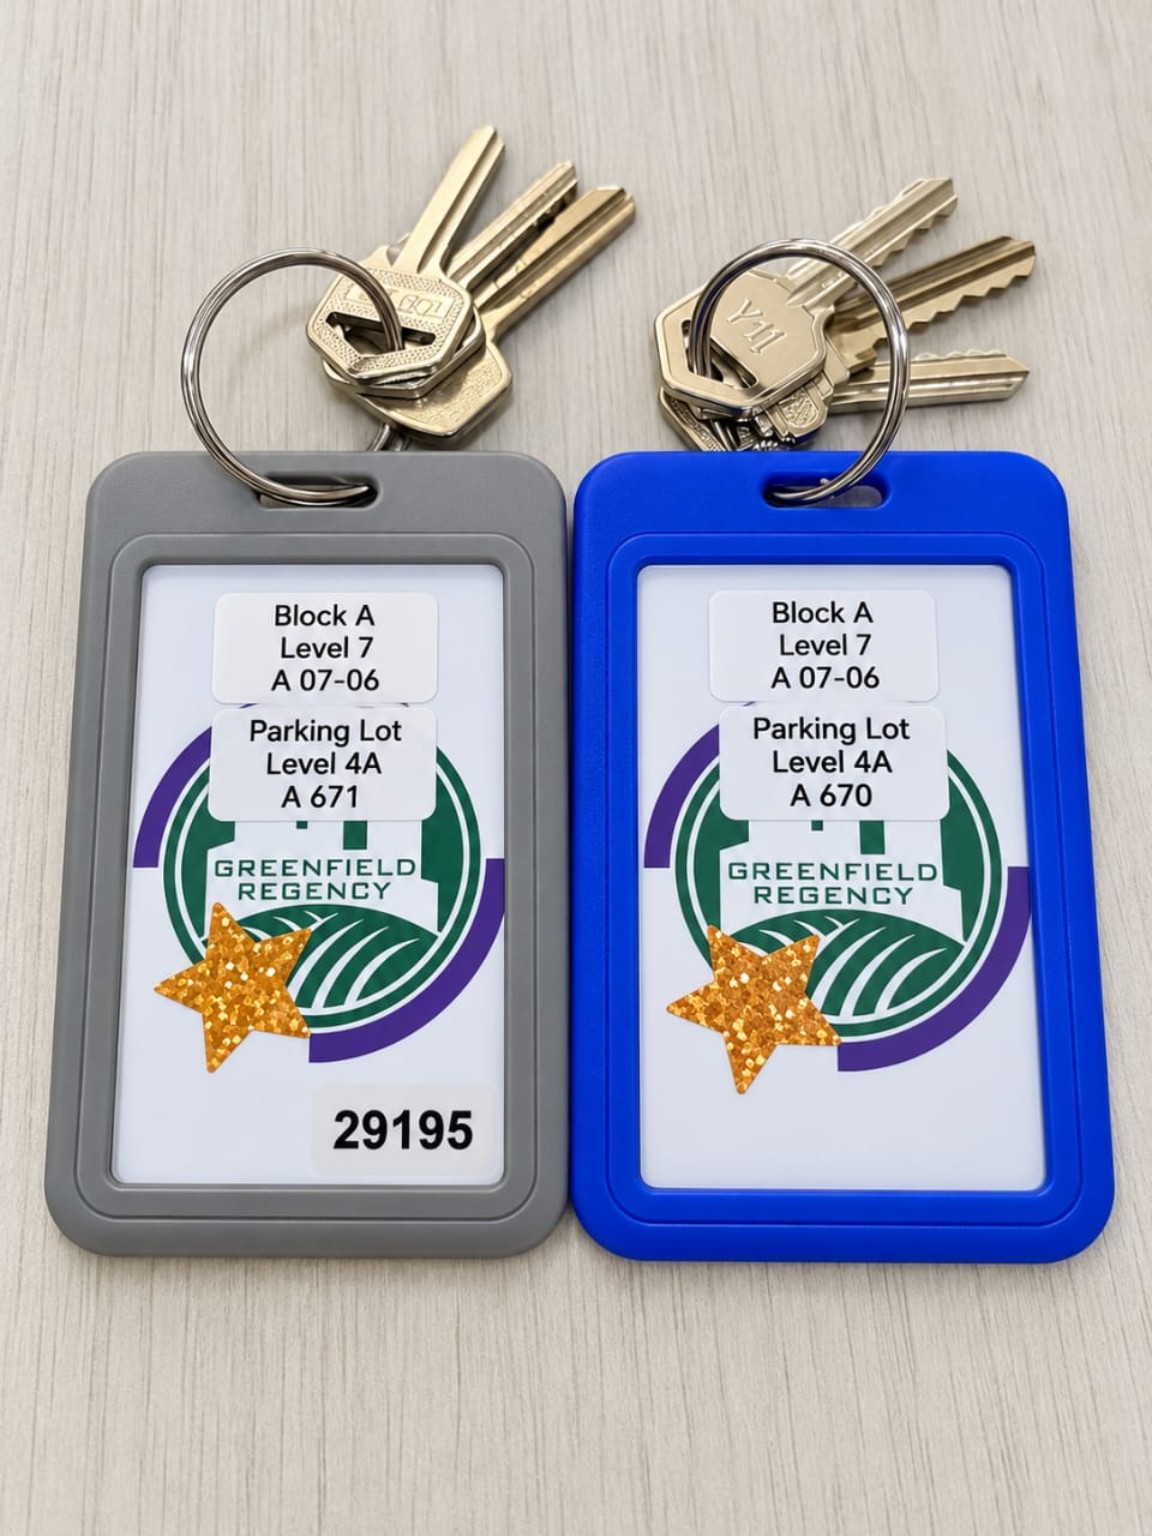 Block A
Level 7
A 07-06
Parking Lot
Level 4A
A 671
GREENFIELD
REGENCY
29195
Y11
Block A
Level 7
A 07-06
Parking Lot
Level 4A
A 670
GREENFIELD
REGENCY